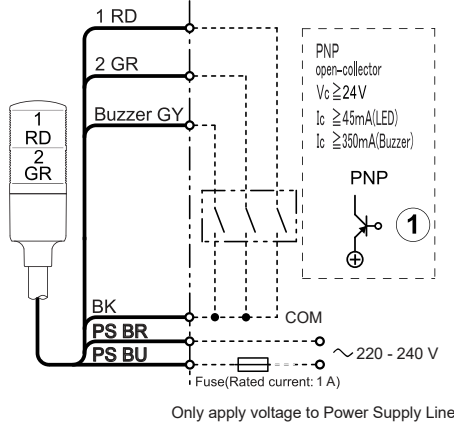 1 RD
2 GR
Buzzer GY
1
RD
2
GR
PNP
open-collector
Vc ≧24V
Ic ≧45mA(LED)
Ic ≧350mA(Buzzer)
PNP
1
BK
COM
PS BR
PS BU
~ 220 - 240 V
Fuse(Rated current: 1 A)
Only apply voltage to Power Supply Line